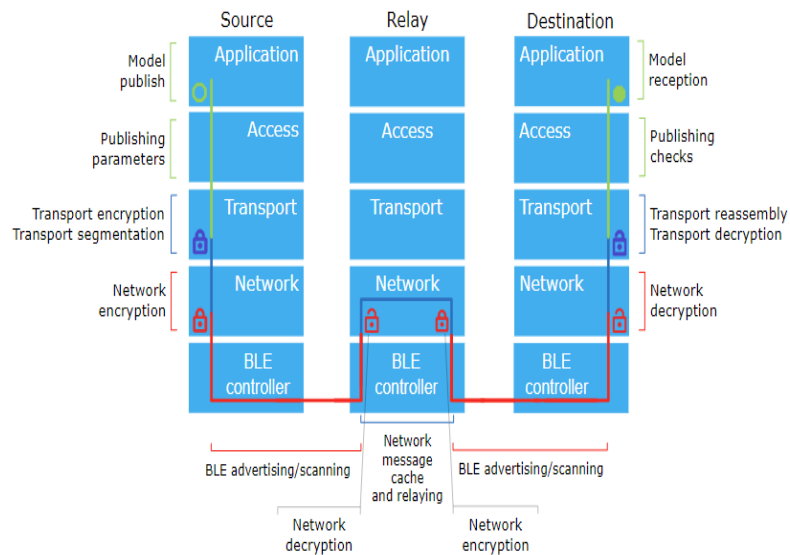 Source
Relay
Destination
Model
publish
Application
Application
Application
Model
reception
Publishing
parameters
Access
Access
Access
Publishing
checks
Transport encryption
Transport segmentation
Transport
Transport
Transport
Transport reassembly
Transport decryption
Network
encryption
Network
Network
Network
Network
decryption
BLE
controller
BLE
controller
BLE
controller
BLE advertising/scanning
Network
message
cache
and relaying
BLE advertising/scanning
Network
decryption
Network
encryption